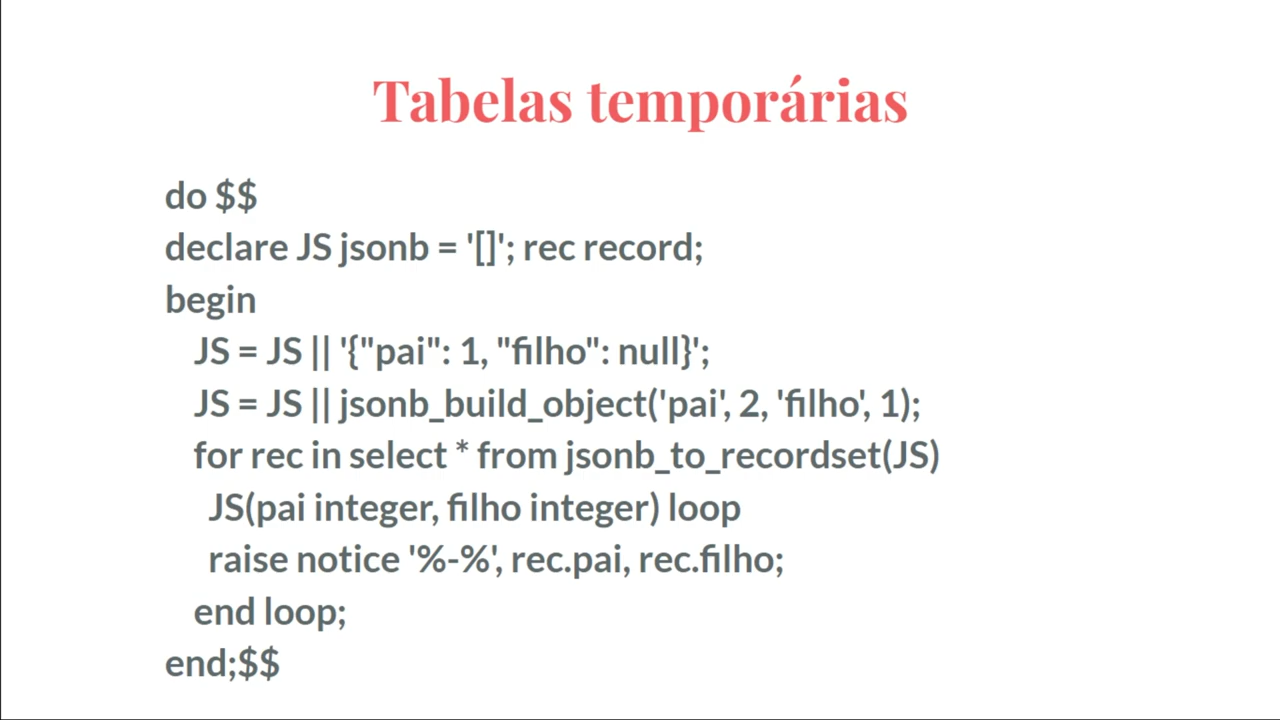 Tabelas temporárias
do $$
declare JS jsonb = '[]'; rec record;
begin
JS = JS || '{"pai": 1, "filho": null}';
JS = JS || jsonb_build_object('pai', 2, 'filho', 1);
for rec in select * from jsonb_to_recordset(JS)
JS(pai integer, filho integer) loop
raise notice '%-%', rec.pai, rec.filho;
end loop;
end;$$